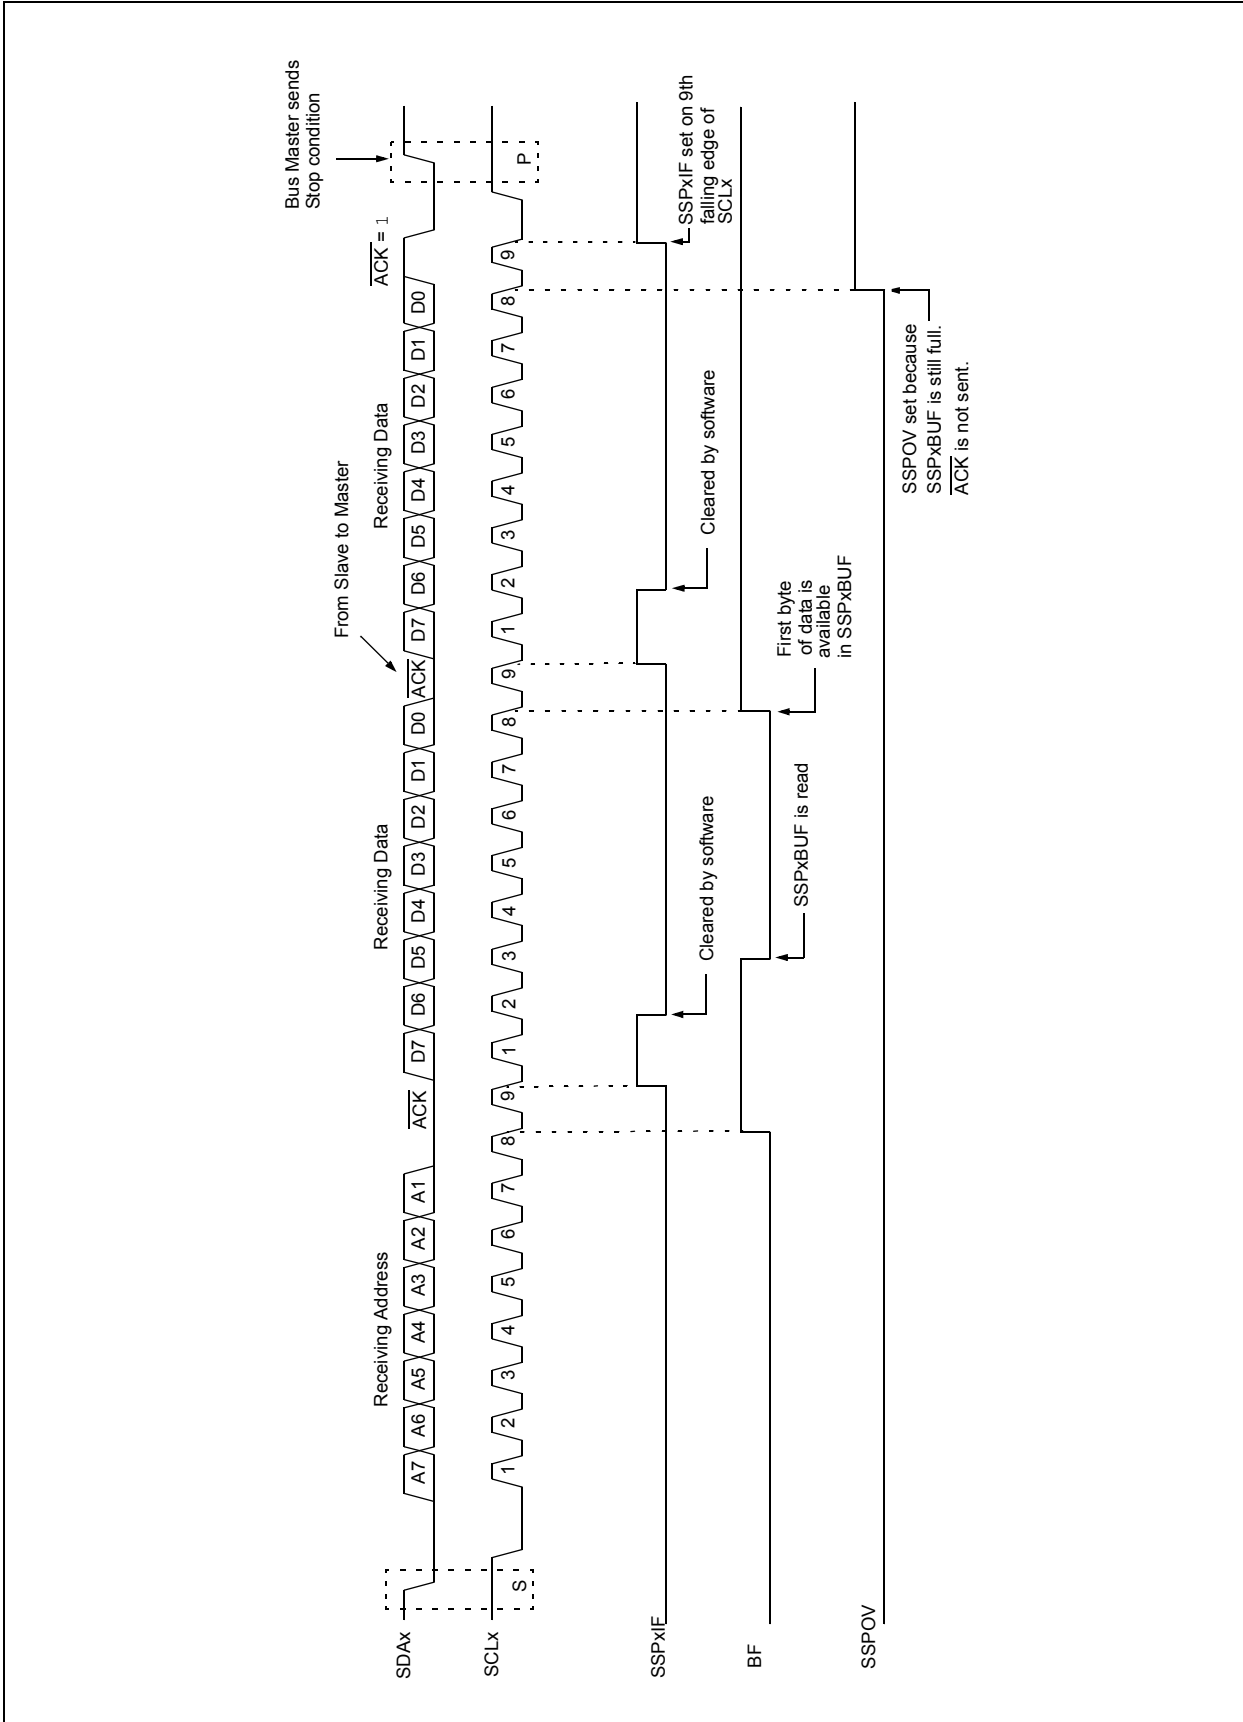 Bus Master sends
Stop condition
Receiving Address
Receiving Data
From Slave to Master
Receiving Data
A̅C̅K̅ = 1
SDAx
A7 A6 A5 A4 A3 A2 A1
A̅C̅K̅
D7 D6 D5 D4 D3 D2 D1 D0
A̅C̅K̅
D7 D6 D5 D4 D3 D2 D1 D0
SCLx
S
1 2 3 4 5 6 7 8 9
1 2 3 4 5 6 7 8 9
1 2 3 4 5 6 7 8 9
P
SSPxIF
Cleared by software
Cleared by software
SSPxIF set on 9th
falling edge of
SCLx
BF
SSPxBUF is read
First byte
of data is
available
in SSPxBUF
SSPOV
SSPOV set because
SSPxBUF is still full.
A̅C̅K̅ is not sent.